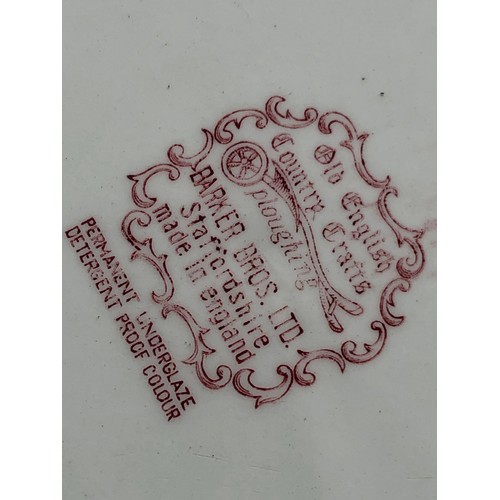 Old English
Country Crafts
ploughing
BARKER BROS. LTD.
Staffordshire
made in england
PERMANENT UNDERGLAZE
DETERGENT PROOF COLOUR